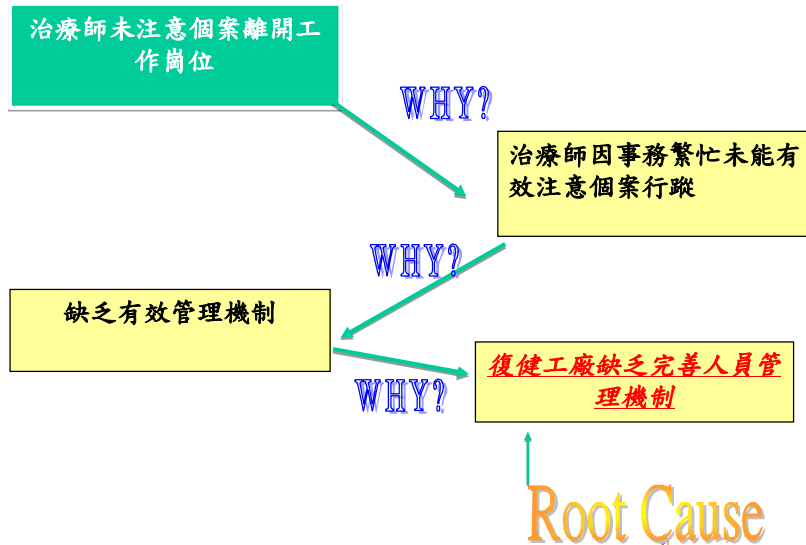 治療師未注意個案離開工
作崗位
WHY?
治療師因事務繁忙未能有
效注意個案行蹤
WHY?
缺乏有效管理機制
WHY?
復健工廠缺乏完善人員管
理機制
Root Cause